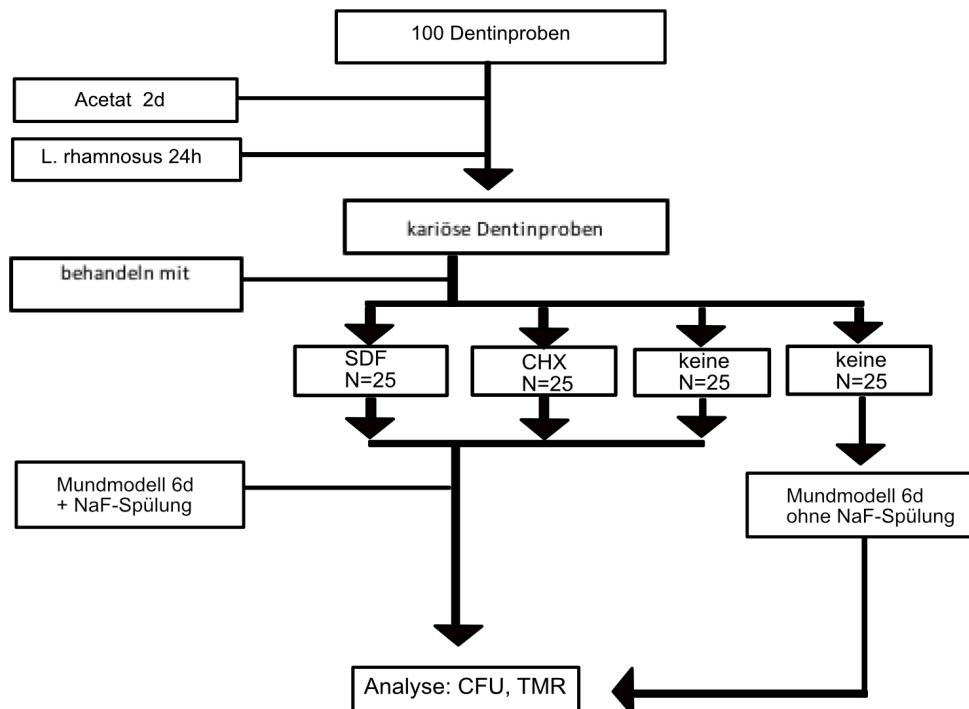 100 Dentinproben
Acetat 2d
L. rhamnosus 24h
kariöse Dentinproben
behandeln mit
SDF
N=25
CHX
N=25
keine
N=25
keine
N=25
Mundmodell 6d
+ NaF-Spülung
Mundmodell 6d
ohne NaF-Spülung
Analyse: CFU, TMR